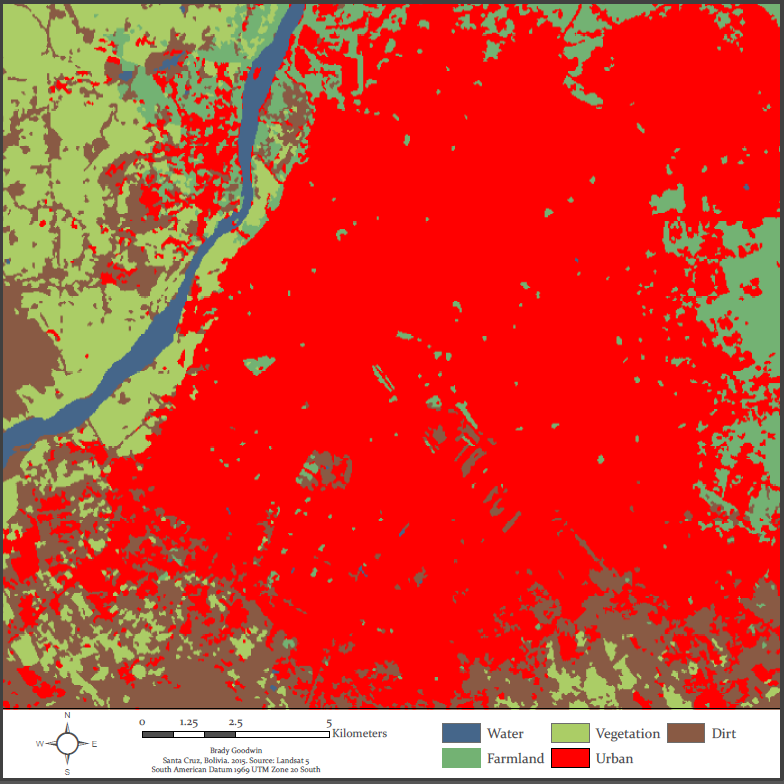 N
W E
S
0 1.25 2.5 5
Kilometers
Brady Goodwin
Santa Cruz, Bolivia. 2015. Source: Landsat 5
South American Datum 1969 UTM Zone 20 South
Water Vegetation Dirt
Farmland Urban